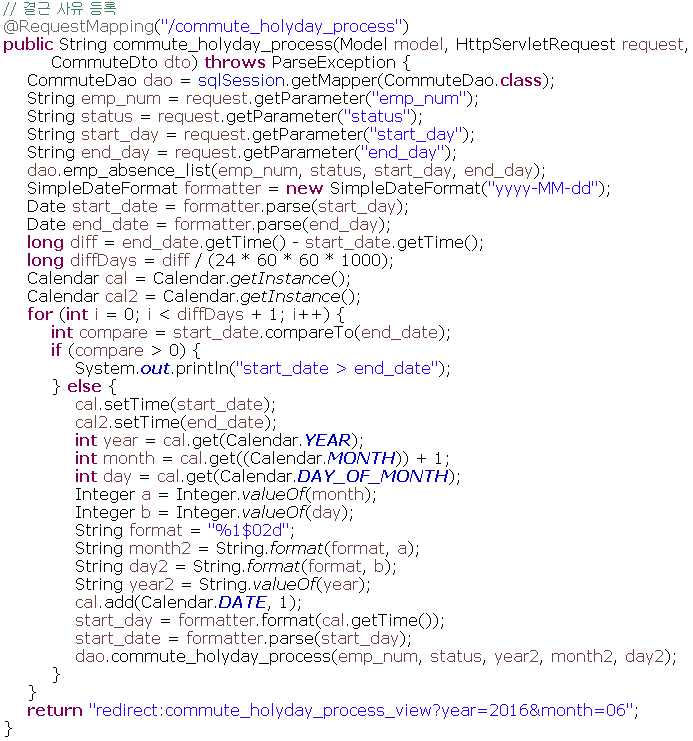 // 결근 사유 등록
@RequestMapping("/commute_holyday_process")
public String commute_holyday_process(Model model, HttpServletRequest request,
CommuteDto dto) throws ParseException {
CommuteDao dao = sqlSession.getMapper(CommuteDao.class);
String emp_num = request.getParameter("emp_num");
String status = request.getParameter("status");
String start_day = request.getParameter("start_day");
String end_day = request.getParameter("end_day");
dao.emp_absence_list(emp_num, status, start_day, end_day);
SimpleDateFormat formatter = new SimpleDateFormat("yyyy-MM-dd");
Date start_date = formatter.parse(start_day);
Date end_date = formatter.parse(end_day);
long diff = end_date.getTime() - start_date.getTime();
long diffDays = diff / (24 * 60 * 60 * 1000);
Calendar cal = Calendar.getInstance();
Calendar cal2 = Calendar.getInstance();
for (int i = 0; i < diffDays + 1; i++) {
int compare = start_date.compareTo(end_date);
if (compare > 0) {
System.out.println("start_date > end_date");
} else {
cal.setTime(start_date);
cal2.setTime(end_date);
int year = cal.get(Calendar.YEAR);
int month = cal.get((Calendar.MONTH)) + 1;
int day = cal.get(Calendar.DAY_OF_MONTH);
Integer a = Integer.valueOf(month);
Integer b = Integer.valueOf(day);
String format = "%1$02d";
String month2 = String.format(format, a);
String day2 = String.format(format, b);
String year2 = String.valueOf(year);
cal.add(Calendar.DATE, 1);
start_day = formatter.format(cal.getTime());
start_date = formatter.parse(start_day);
dao.commute_holyday_process(emp_num, status, year2, month2, day2);
}
}
return "redirect:commute_holyday_process_view?year=2016&month=06";
}